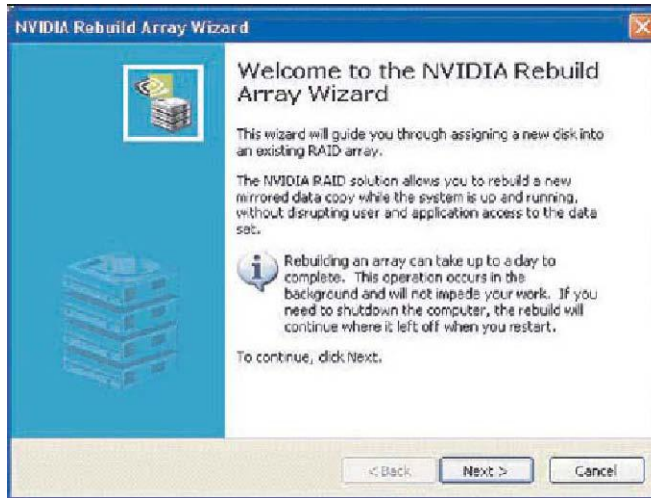 NVIDIA Rebuild Array Wizard
Welcome to the NVIDIA Rebuild
Array Wizard
This wizard will guide you through assigning a new disk into
an existing RAID array.
The NVIDIA RAID solution allows you to rebuild a new
mirrored data copy while the system is up and running,
without disrupting user and application access to the data
set.
Rebuilding an array can take up to a day to
complete. This operation occurs in the
background and will not impede your work. If you
need to shutdown the computer, the rebuild will
continue where it left off when you restart.
To continue, click Next.
< Back Next > Cancel